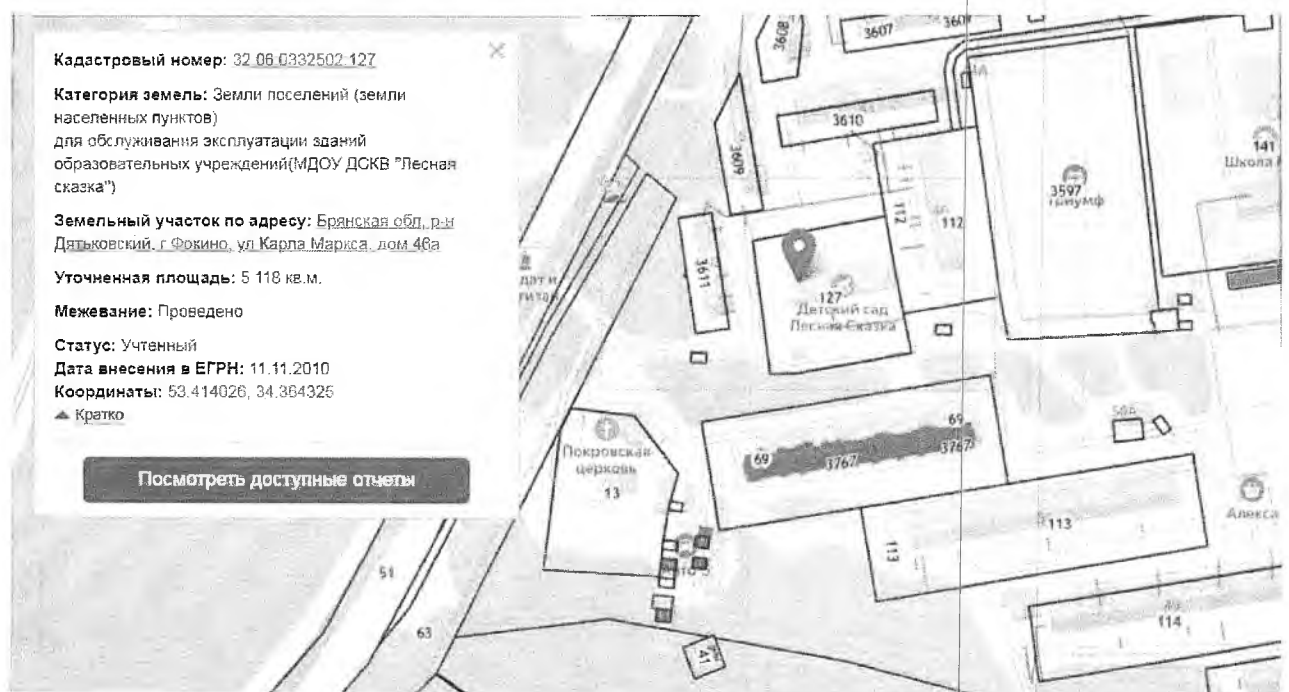 Кадастровый номер: 32:06:0332502:127
Категория земель: Земли поселений (земли
населенных пунктов)
для обслуживания эксплуатации зданий
образовательных учреждений(МДОУ ДСКВ "Лесная
сказка")
Земельный участок по адресу: Брянская обл, р-н
Дятьковский, г Фокино, ул Карла Маркса, дом 46а
Уточненная площадь: 5 118 кв.м.
Межевание: Проведено
Статус: Учтенный
Дата внесения в ЕГРН: 11.11.2010
Координаты: 53.414026, 34.364325
Кратко
Посмотреть доступные отчеты
3608
3607
3610
3609
141
Школа
3597
Триумф
112
112
3611
127
Детский сад
Лесная Сказка
69
69
3767
3767
50А
Покровская
церковь
13
113
113
Алекса
51
63
41
114